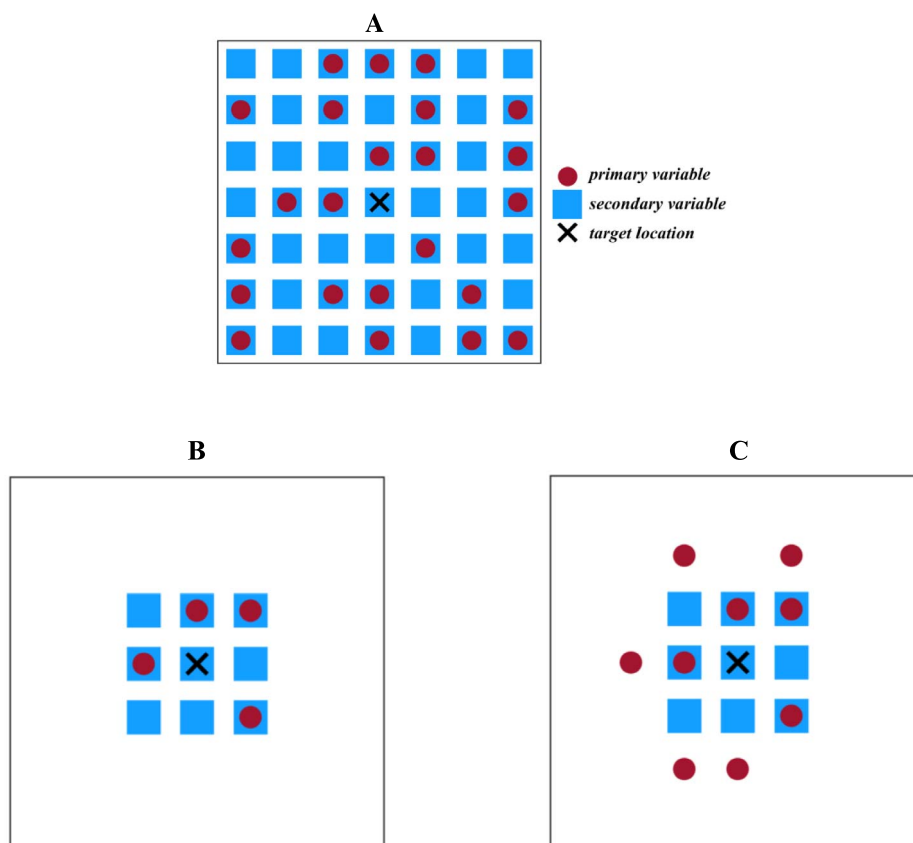 A
primary variable
secondary variable
target location
B
C